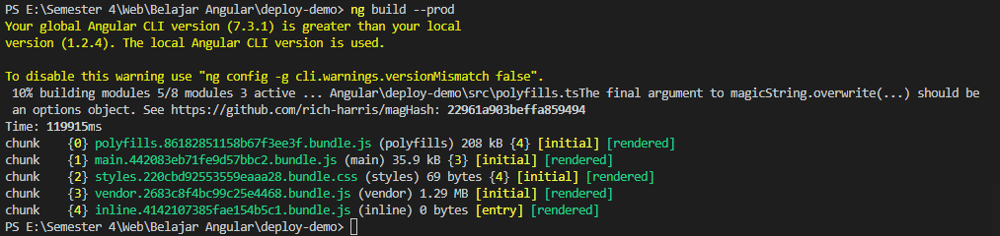 PS E:\Semester 4\Web\Belajar Angular\deploy-demo> ng build --prod
Your global Angular CLI version (7.3.1) is greater than your local
version (1.2.4). The local Angular CLI version is used.
To disable this warning use "ng config -g cli.warnings.versionMismatch false".
10% building modules 5/8 modules 3 active ... Angular\deploy-demo\src\polyfills.tsThe final argument to magicString.overwrite(...) should be
an options object. See https://github.com/rich-harris/magHash: 22961a903beffa859494
Time: 119915ms
chunk {0} polyfills.86182851158b67f3ee3f.bundle.js (polyfills) 208 kB {4} [initial] [rendered]
chunk {1} main.442083eb71fe9d57bbc2.bundle.js (main) 35.9 kB {3} [initial] [rendered]
chunk {2} styles.220cbd92553559eaaa28.bundle.css (styles) 69 bytes {4} [initial] [rendered]
chunk {3} vendor.2683c8f4bc99c25e4468.bundle.js (vendor) 1.29 MB [initial] [rendered]
chunk {4} inline.4142107385fae154b5c1.bundle.js (inline) 0 bytes [entry] [rendered]
PS E:\Semester 4\Web\Belajar Angular\deploy-demo>